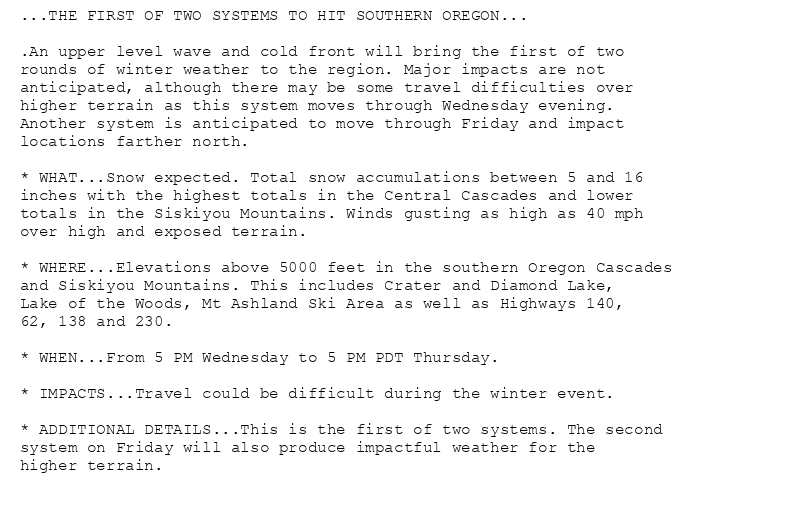 ...THE FIRST OF TWO SYSTEMS TO HIT SOUTHERN OREGON...
.An upper level wave and cold front will bring the first of two
rounds of winter weather to the region. Major impacts are not
anticipated, although there may be some travel difficulties over
higher terrain as this system moves through Wednesday evening.
Another system is anticipated to move through Friday and impact
locations farther north.
* WHAT...Snow expected. Total snow accumulations between 5 and 16
inches with the highest totals in the Central Cascades and lower
totals in the Siskiyou Mountains. Winds gusting as high as 40 mph
over high and exposed terrain.
* WHERE...Elevations above 5000 feet in the southern Oregon Cascades
and Siskiyou Mountains. This includes Crater and Diamond Lake,
Lake of the Woods, Mt Ashland Ski Area as well as Highways 140,
62, 138 and 230.
* WHEN...From 5 PM Wednesday to 5 PM PDT Thursday.
* IMPACTS...Travel could be difficult during the winter event.
* ADDITIONAL DETAILS...This is the first of two systems. The second
system on Friday will also produce impactful weather for the
higher terrain.